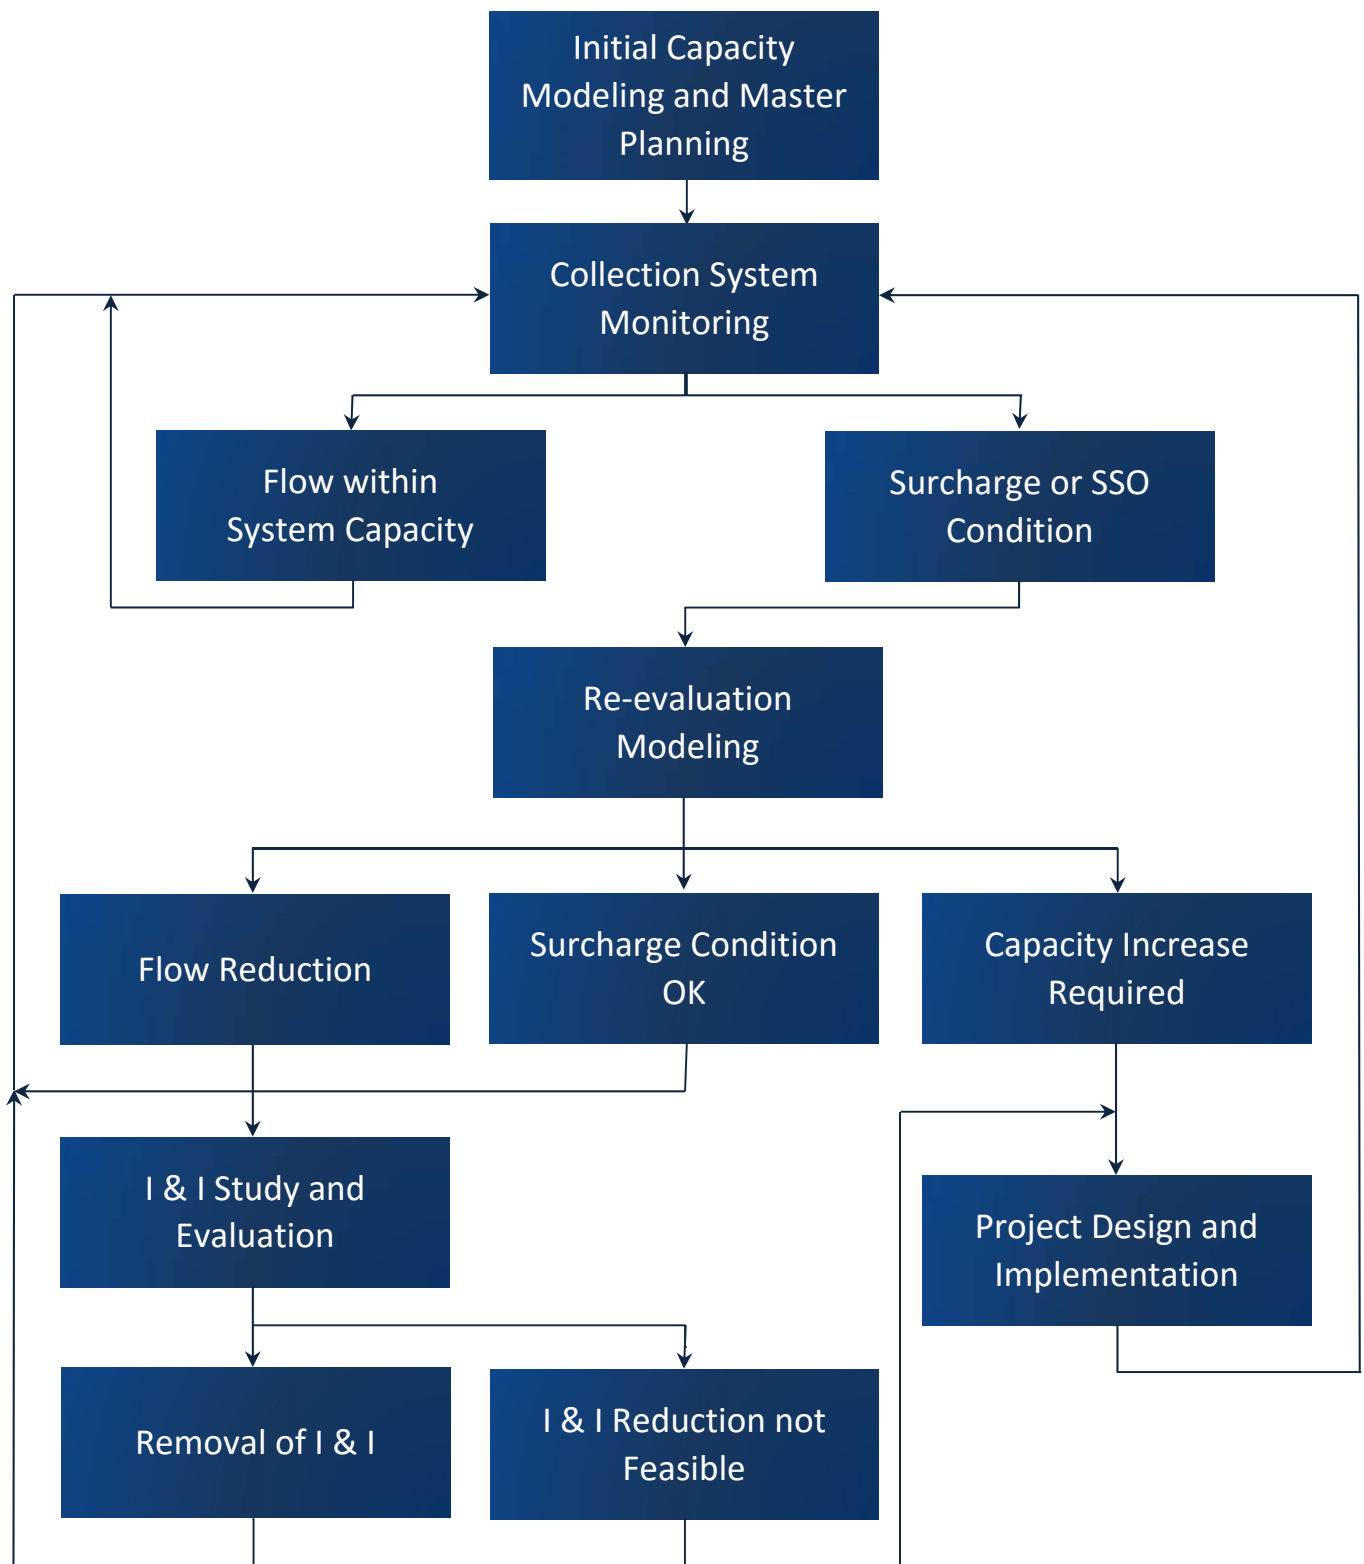 Initial Capacity
Modeling and Master
Planning
Collection System
Monitoring
Flow within
System Capacity
Surcharge or SSO
Condition
Re-evaluation
Modeling
Flow Reduction
Surcharge Condition
OK
Capacity Increase
Required
I & I Study and
Evaluation
Project Design and
Implementation
Removal of I & I
I & I Reduction not
Feasible